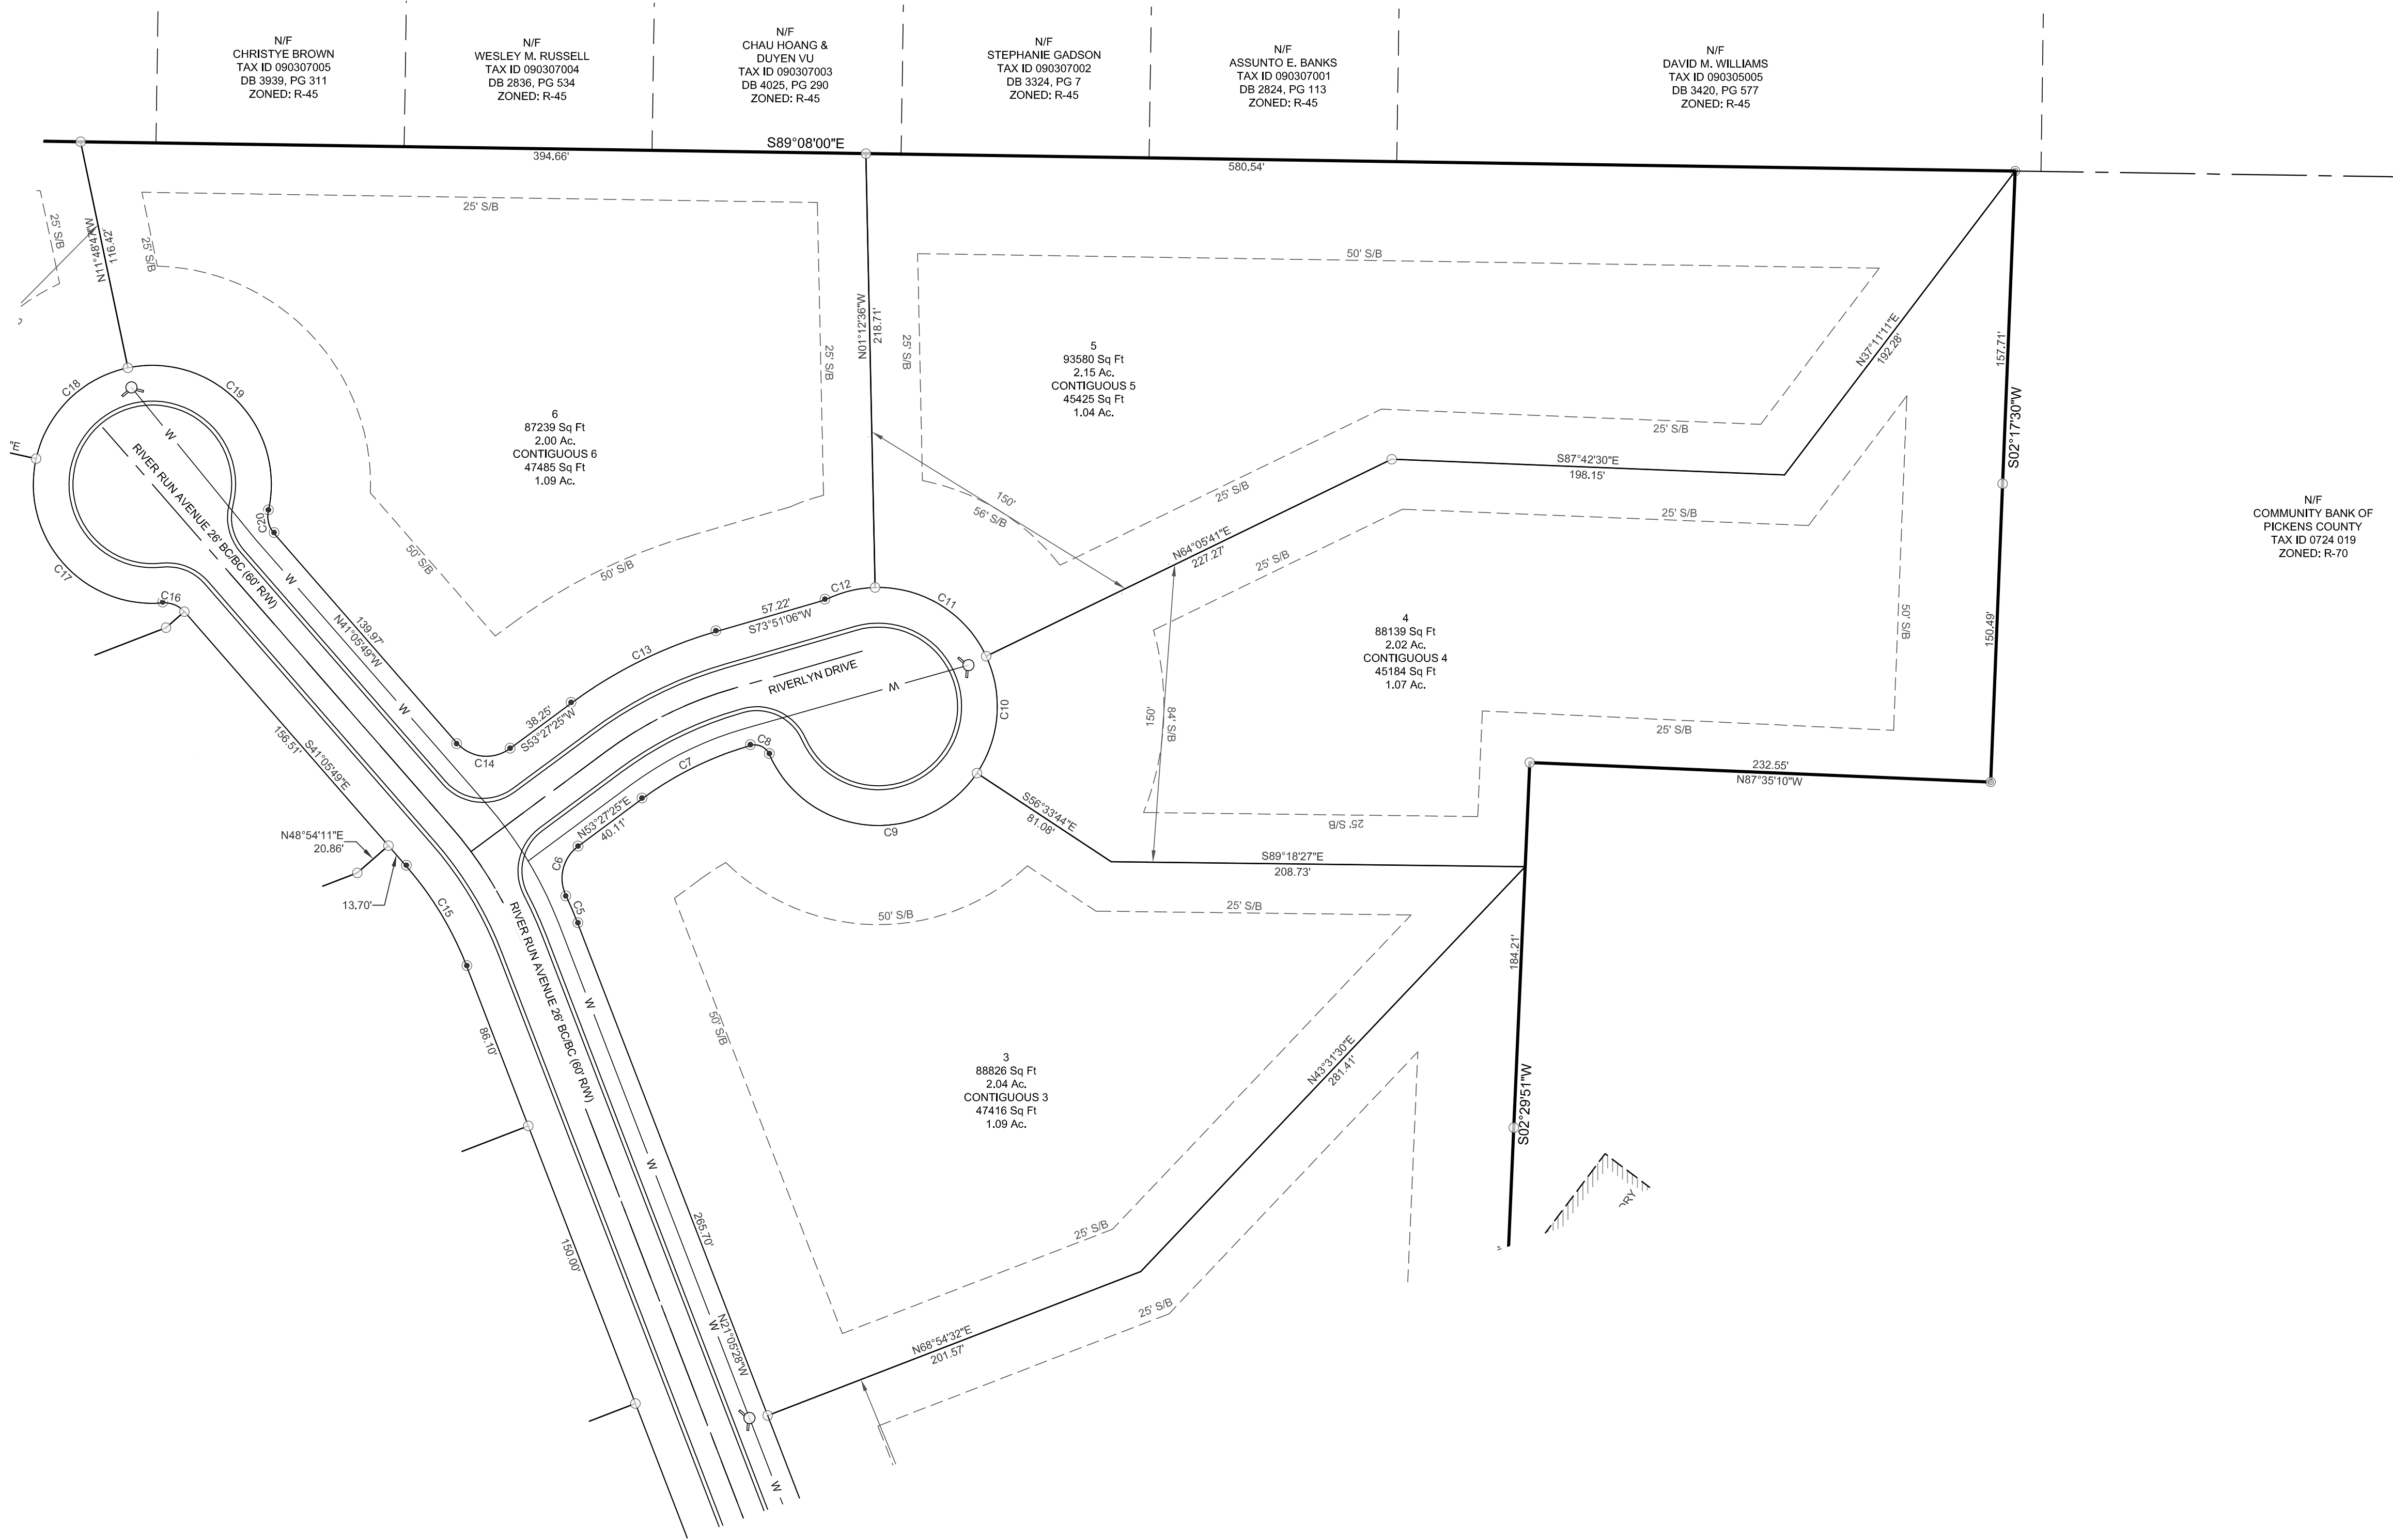 N/F
CHRISTYE BROWN
TAX ID 090307005
DB 3939, PG 311
ZONED: R-45
N/F
WESLEY M. RUSSELL
TAX ID 090307004
DB 2836, PG 534
ZONED: R-45
N/F
CHAU HOANG &
DUYEN VU
TAX ID 090307003
DB 4025, PG 290
ZONED: R-45
N/F
STEPHANIE GADSON
TAX ID 090307002
DB 3324, PG 7
ZONED: R-45
N/F
ASSUNTO E. BANKS
TAX ID 090307001
DB 2824, PG 113
ZONED: R-45
N/F
DAVID M. WILLIAMS
TAX ID 090305005
DB 3420, PG 577
ZONED: R-45
S89°08'00"E
394.66'
580.54'
25' S/B
25' S/B
25' S/B
25' S/B
N11°48'47"W
116.42'
N01°12'36"W
218.71'
25' S/B
50' S/B
N37°11'11"E
192.28'
157.71'
S02°17'30"W
5
93580 Sq Ft
2.15 Ac.
CONTIGUOUS 5
45425 Sq Ft
1.04 Ac.
6
87239 Sq Ft
2.00 Ac.
CONTIGUOUS 6
47485 Sq Ft
1.09 Ac.
C18
C19
"E
W
RIVER RUN AVENUE 26' BC/BC (60' R/W)
25' S/B
S87°42'30"E
198.15'
150'
56' S/B
25' S/B
25' S/B
N/F
COMMUNITY BANK OF
PICKENS COUNTY
TAX ID 0724 019
ZONED: R-70
C20
C17
C16
W
50' S/B
50' S/B
N64°05'41"E
227.27'
25' S/B
C12
C11
57.22'
S73°51'06"W
139.97'
N41°05'49"W
C13
4
88139 Sq Ft
2.02 Ac.
CONTIGUOUS 4
45184 Sq Ft
1.07 Ac.
50' S/B
150.49'
RIVERLYN DRIVE
W
W
C10
150'
84' S/B
25' S/B
38.25'
S53°27'25"W
C14
C7
C8
S41°05'49"E
156.51'
232.55'
N87°35'10"W
N53°27'25"E
40.11'
S56°33'44"E
81.08'
25' S/B
C9
N48°54'11"E
20.86'
C6
S89°18'27"E
208.73'
13.70'
C15
C5
50' S/B
25' S/B
184.21'
RIVER RUN AVENUE 26' BC/BC (60' R/W)
W
86.10'
50' S/B
3
88826 Sq Ft
2.04 Ac.
CONTIGUOUS 3
47416 Sq Ft
1.09 Ac.
N43°31'30"E
281.41'
S02°29'51"W
W
ORY
265.70'
150.00'
25' S/B
25' S/B
W
N21°05'28"W
N68°54'32"E
201.57'
W